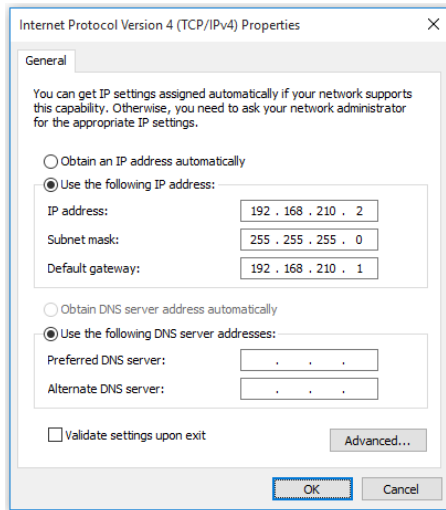 Internet Protocol Version 4 (TCP/IPv4) Properties
General
You can get IP settings assigned automatically if your network supports
this capability. Otherwise, you need to ask your network administrator
for the appropriate IP settings.
Obtain an IP address automatically
Use the following IP address:
IP address: 192 . 168 . 210 . 2
Subnet mask: 255 . 255 . 255 . 0
Default gateway: 192 . 168 . 210 . 1
Obtain DNS server address automatically
Use the following DNS server addresses:
Preferred DNS server: . . .
Alternate DNS server: . . .
Validate settings upon exit
Advanced...
OK Cancel